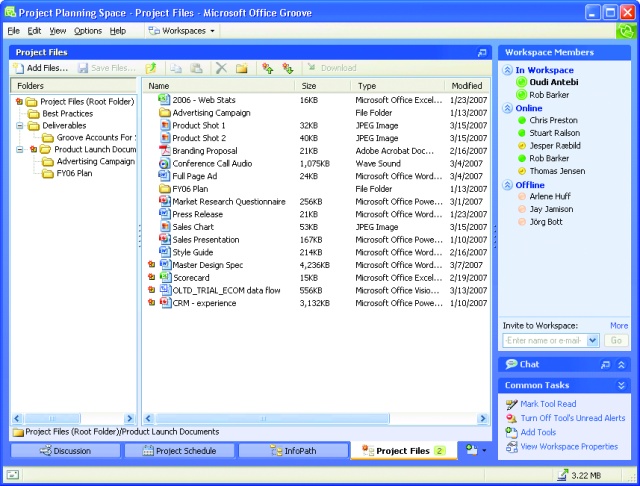 Project Planning Space - Project Files - Microsoft Office Groove
File Edit View Options Help Workspaces
Project Files
Add Files... Save Files... Download
Folders
Project Files (Root Folder)
Best Practices
Deliverables
Groove Accounts For
Product Launch Docum
Advertising Campaign
FY06 Plan
Name Size Type Modified
2006 - Web Stats 16KB Microsoft Office Excel... 1/23/2007
Advertising Campaign File Folder 1/13/2007
Product Shot 1 32KB JPEG Image 3/15/2007
Product Shot 2 40KB JPEG Image 3/15/2007
Branding Proposal 21KB Adobe Acrobat Doc... 2/16/2007
Conference Call Audio 1,075KB Wave Sound 3/4/2007
Full Page Ad 24KB Microsoft Office Word... 3/4/2007
FY06 Plan File Folder 1/13/2007
Market Research Questionnaire 256KB Microsoft Office Powe... 3/1/2007
Press Release 21KB Microsoft Office Word... 1/23/2007
Sales Chart 53KB JPEG Image 3/15/2007
Sales Presentation 167KB Microsoft Office Powe... 1/10/2007
Style Guide 214KB Microsoft Office Word... 2/16/2007
Master Design Spec 4,236KB Microsoft Office Word... 3/7/2007
Scorecard 15KB Microsoft Office Excel... 2/19/2007
OLTD_TRIAL_ECOM data flow 556KB Microsoft Office Visio... 3/13/2007
CRM - experience 3,132KB Microsoft Office Powe... 1/10/2007
Project Files (Root Folder)/Product Launch Documents
Discussion Project Schedule InfoPath Project Files 2
Workspace Members
In Workspace
Oudi Antebi
Rob Barker
Online
Chris Preston
Stuart Railson
Jesper Ræbild
Rob Barker
Thomas Jensen
Offline
Arlene Huff
Jay Jamison
Jörg Bott
Invite to Workspace: More
-Enter name or e-mail- Go
Chat
Common Tasks
Mark Tool Read
Turn Off Tool's Unread Alerts
Add Tools
View Workspace Properties
3.22 MB